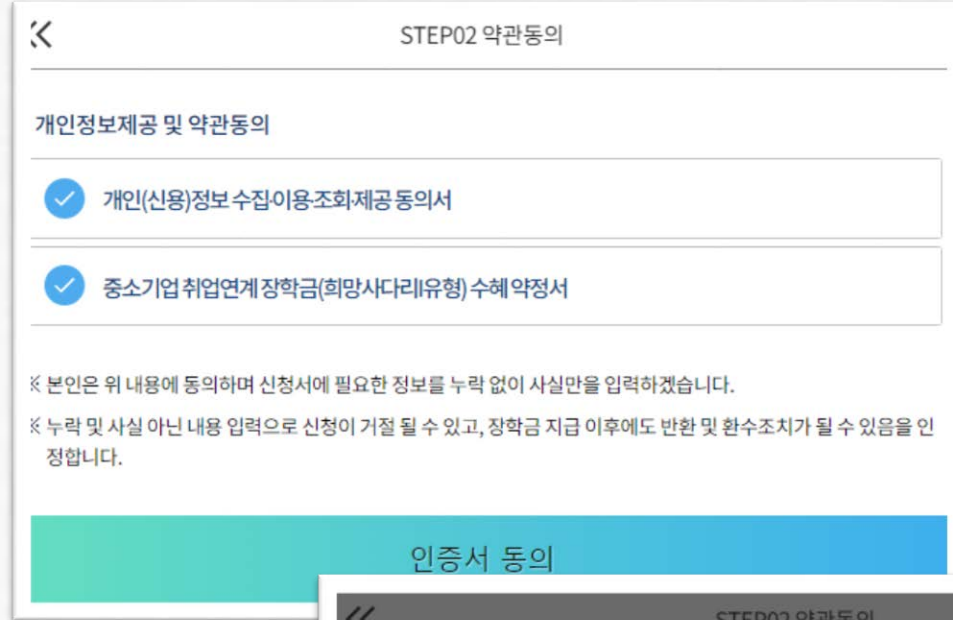 STEP02 약관동의
개인정보제공 및 약관동의
개인(신용)정보 수집·이용·조회·제공 동의서
중소기업 취업연계 장학금(희망사다리I유형) 수혜 약정서
※ 본인은 위 내용에 동의하며 신청서에 필요한 정보를 누락 없이 사실만을 입력하겠습니다.
※ 누락 및 사실 아닌 내용 입력으로 신청이 거절 될 수 있고, 장학금 지급 이후에도 반환 및 환수조치가 될 수 있음을 인
정합니다.
인증서 동의
STEP02 약관동의